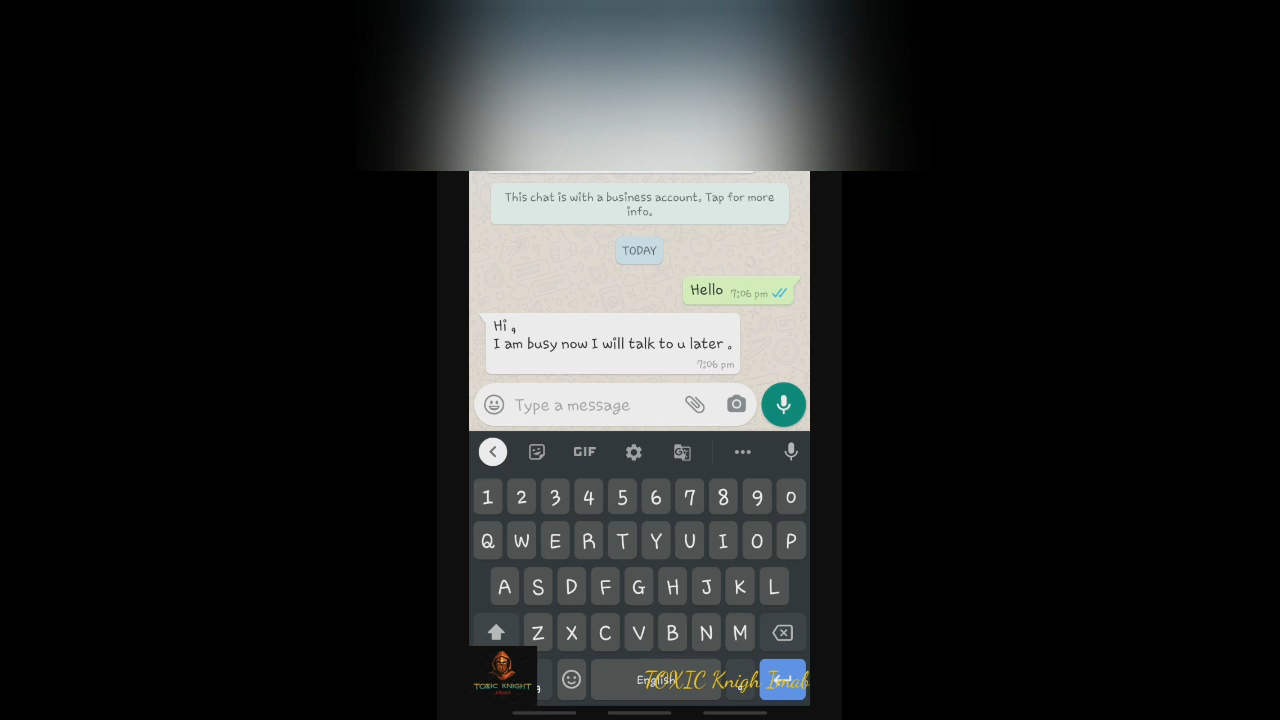 This chat is with a business account. Tap for more
info.
TODAY
Hello 7:06 pm
Hi ,
I am busy now I will talk to u later .
7:06 pm
Type a message
GIF
1 2 3 4 5 6 7 8 9 0
Q W E R T Y U I O P
A S D F G H J K L
Z X C V B N M
TOXIC KNIGHT
, English .
TOXIC Knigh